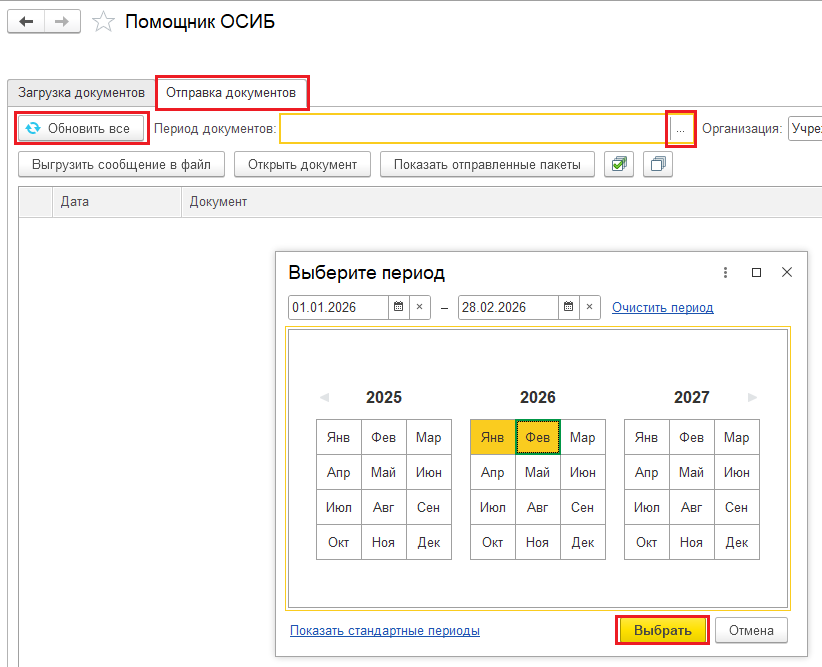 Помощник ОСИБ
Загрузка документов Отправка документов
Обновить все Период документов: ... Организация: Учре
Выгрузить сообщение в файл Открыть документ Показать отправленные пакеты
Дата Документ
Выберите период
01.01.2026 – 28.02.2026 Очистить период
2025 2026 2027
Янв Фев Мар Янв Фев Мар Янв Фев Мар
Апр Май Июн Апр Май Июн Апр Май Июн
Июл Авг Сен Июл Авг Сен Июл Авг Сен
Окт Ноя Дек Окт Ноя Дек Окт Ноя Дек
Показать стандартные периоды Выбрать Отмена